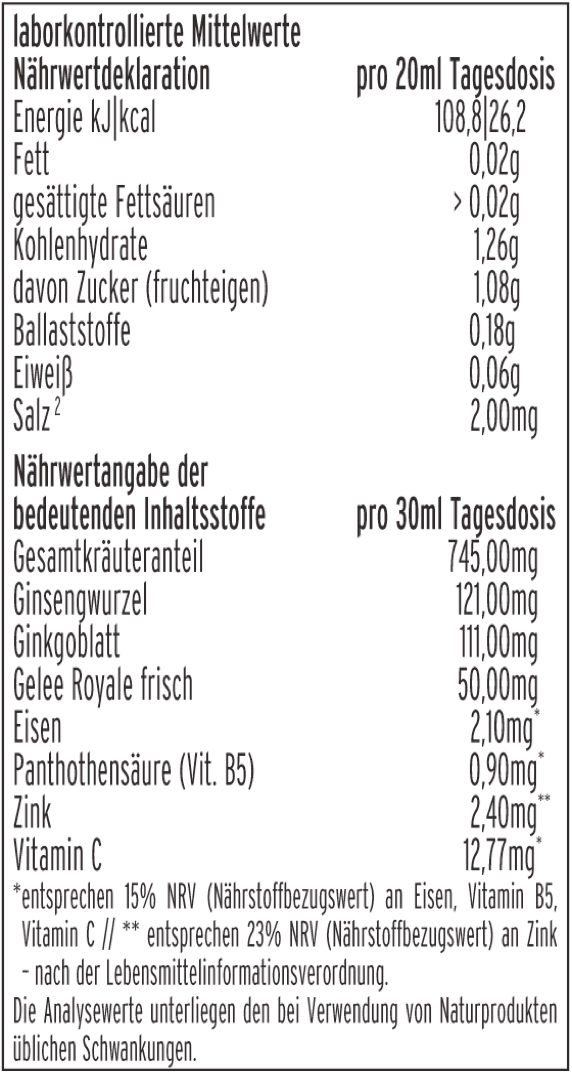 laborkontrollierte Mittelwerte
Nährwertdeklaration pro 20ml Tagesdosis
Energie kJ|kcal 108,8|26,2
Fett 0,02g
gesättigte Fettsäuren > 0,02g
Kohlenhydrate 1,26g
davon Zucker (fruchteigen) 1,08g
Ballaststoffe 0,18g
Eiweiß 0,06g
Salz ² 2,00mg
Nährwertangabe der
bedeutenden Inhaltsstoffe pro 30ml Tagesdosis
Gesamtkräuteranteil 745,00mg
Ginsengwurzel 121,00mg
Ginkgoblatt 111,00mg
Gelee Royale frisch 50,00mg
Eisen 2,10mg*
Panthothensäure (Vit. B5) 0,90mg*
Zink 2,40mg**
Vitamin C 12,77mg*
*entsprechen 15% NRV (Nährstoffbezugswert) an Eisen, Vitamin B5,
Vitamin C // ** entsprechen 23% NRV (Nährstoffbezugswert) an Zink
- nach der Lebensmittelinformationsverordnung.
Die Analysewerte unterliegen den bei Verwendung von Naturprodukten
üblichen Schwankungen.